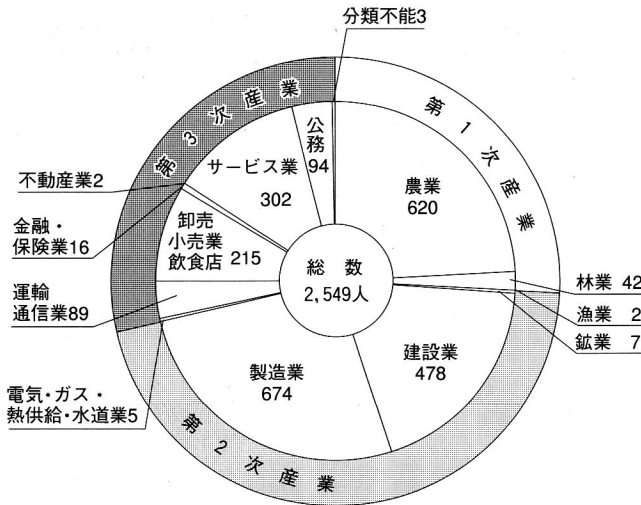 分類不能3
第1次産業
農業
620
林業 42
漁業 2
鉱業 7
建設業
478
製造業
674
第2次産業
電気・ガス・
熱供給・水道業5
運輸
通信業89
卸売
小売業
飲食店 215
金融・
保険業16
不動産業2
サービス業
302
公務
94
第3次産業
総数
2,549人